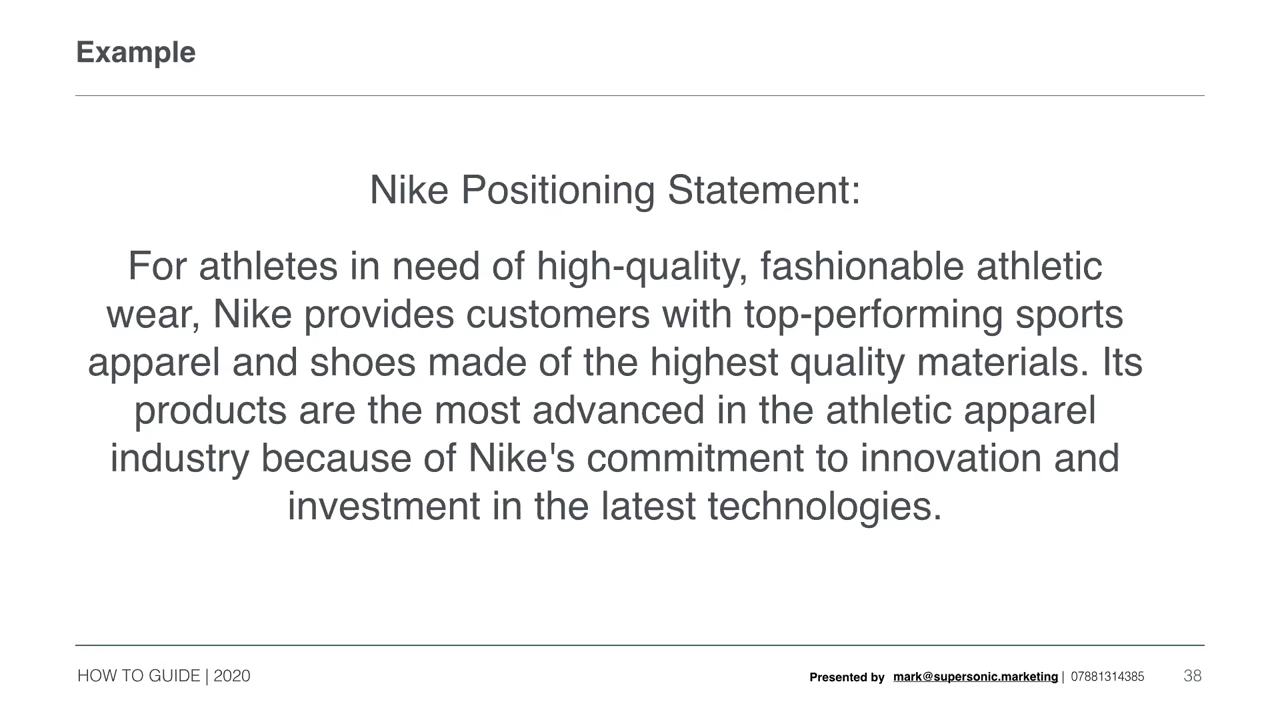 Example
Nike Positioning Statement:
For athletes in need of high-quality, fashionable athletic
wear, Nike provides customers with top-performing sports
apparel and shoes made of the highest quality materials. Its
products are the most advanced in the athletic apparel
industry because of Nike's commitment to innovation and
investment in the latest technologies.
HOW TO GUIDE | 2020
Presented by mark@supersonic.marketing | 07881314385
38